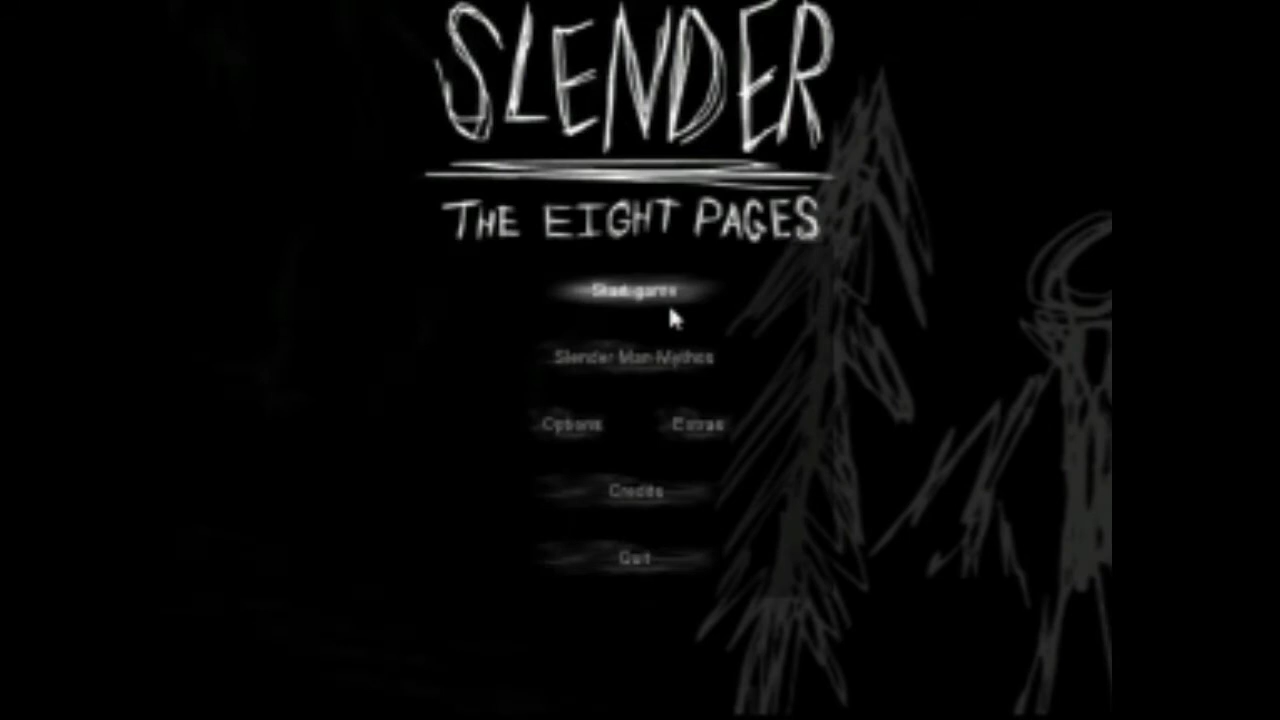 SLENDER
THE EIGHT PAGES
Start game
Slender Man Mythos
Options Extras
Credits
Quit